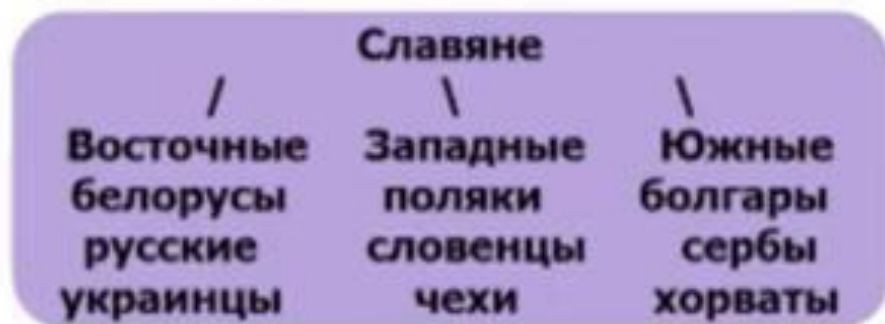 Славяне
/ \ \
Восточные Западные Южные
белорусы поляки болгары
русские словенцы сербы
украинцы чехи хорваты